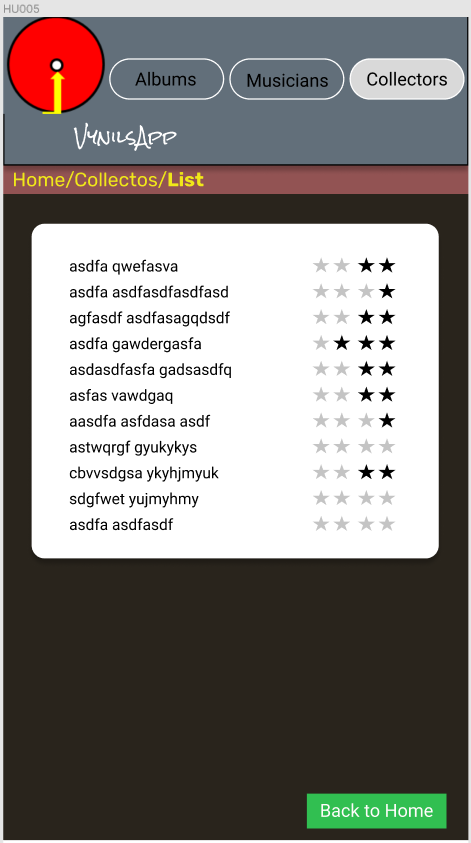 HU005
Albums
Musicians
Collectors
VynilsApp
Home/Collectos/List
asdfa qwefasva
asdfa asdfasdfasdfasd
agfasdf asdfasagqdsdf
asdfa gawdergasfa
asdasdfasfa gadsasdfq
asfas vawdgaq
aasdfa asfdasa asdf
astwqrgf gyukykys
cbvvsdgsa ykyhjmyuk
sdgfwet yujmyhmy
asdfa asdfasdf
Back to Home